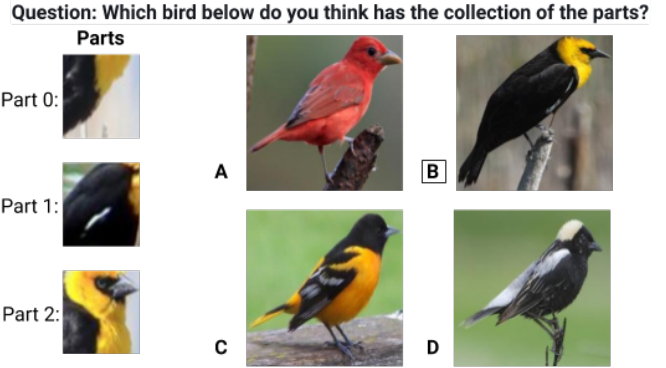 Question: Which bird below do you think has the collection of the parts?
Parts
Part 0:
Part 1:
Part 2:
A
B
C
D